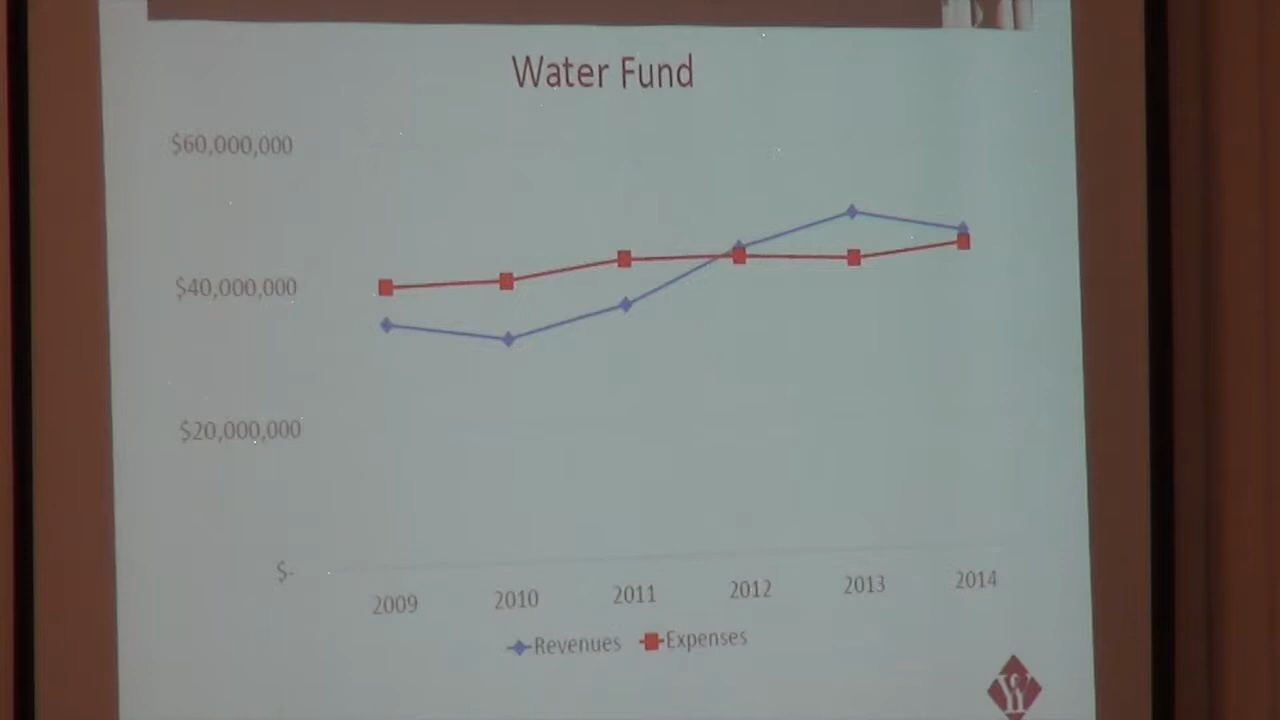 Water Fund
$60,000,000
$40,000,000
$20,000,000
$-
2009 2010 2011 2012 2013 2014
Revenues Expenses